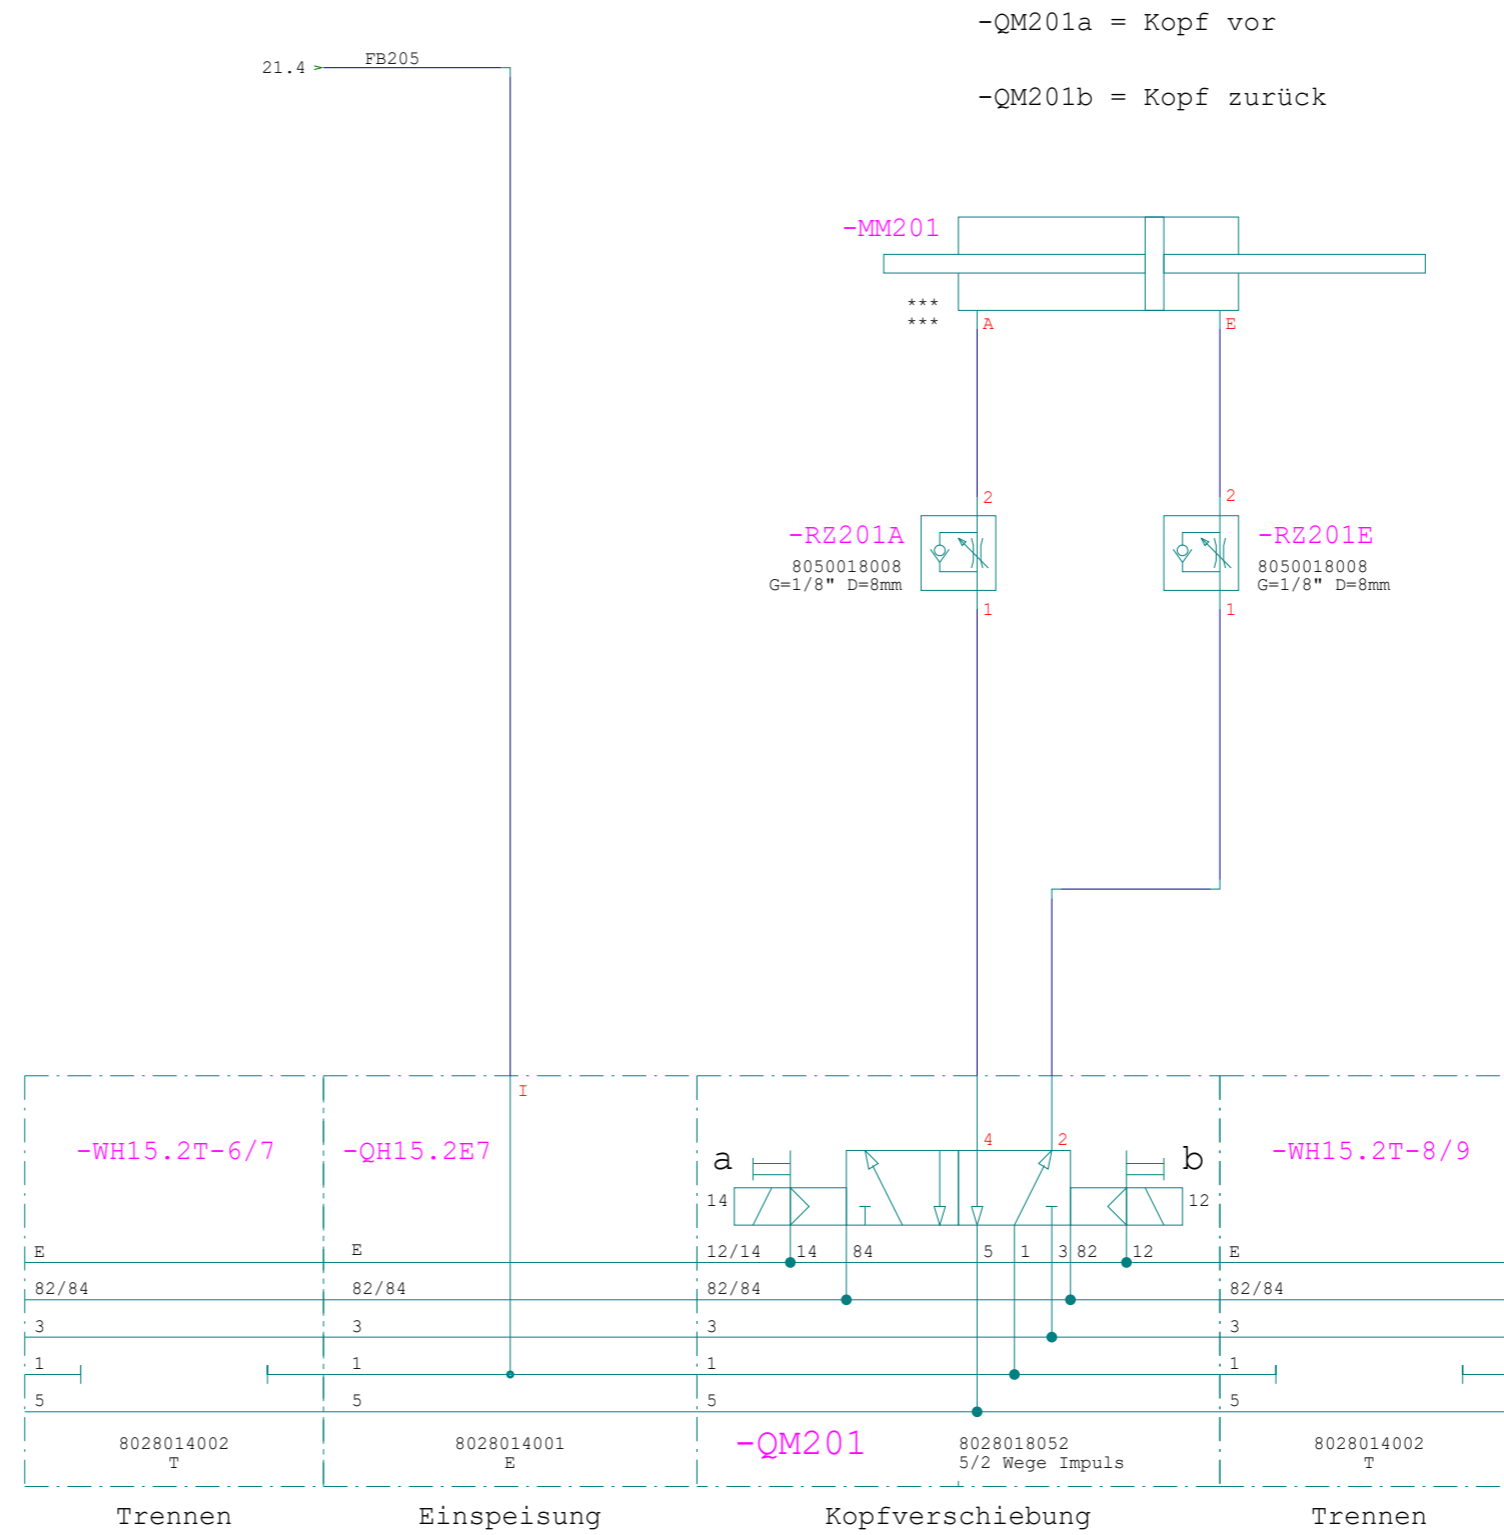 -QM201a = Kopf vor
21.4 FB205
-QM201b = Kopf zurück
-MM201
***
***
A E
2 2
-RZ201A -RZ201E
8050018008 8050018008
G=1/8" D=8mm G=1/8" D=8mm
1 1
I
4 2
-WH15.2T-6/7 -QH15.2E7 a b -WH15.2T-8/9
14 12
E E 12/14 14 84 5 1 3 82 12 E
82/84 82/84 82/84 82/84
3 3 3 3
1 1 1 1
5 5 5 5
-QM201
8028014002 8028014001 8028018052 8028014002
T E 5/2 Wege Impuls T
Trennen Einspeisung Kopfverschiebung Trennen